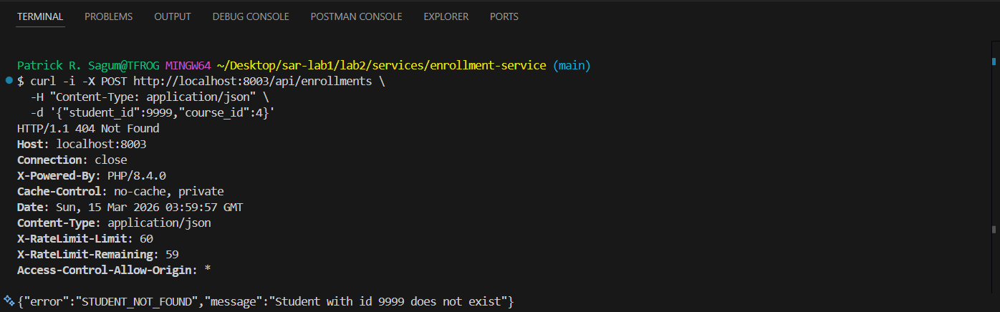 TERMINAL PROBLEMS OUTPUT DEBUG CONSOLE POSTMAN CONSOLE EXPLORER PORTS
Patrick R. Sagum@TFROG MINGW64 ~/Desktop/sar-lab1/lab2/services/enrollment-service (main)
$ curl -i -X POST http://localhost:8003/api/enrollments \
-H "Content-Type: application/json" \
-d '{"student_id":9999,"course_id":4}'
HTTP/1.1 404 Not Found
Host: localhost:8003
Connection: close
X-Powered-By: PHP/8.4.0
Cache-Control: no-cache, private
Date: Sun, 15 Mar 2026 03:59:57 GMT
Content-Type: application/json
X-RateLimit-Limit: 60
X-RateLimit-Remaining: 59
Access-Control-Allow-Origin: *
{"error":"STUDENT_NOT_FOUND","message":"Student with id 9999 does not exist"}